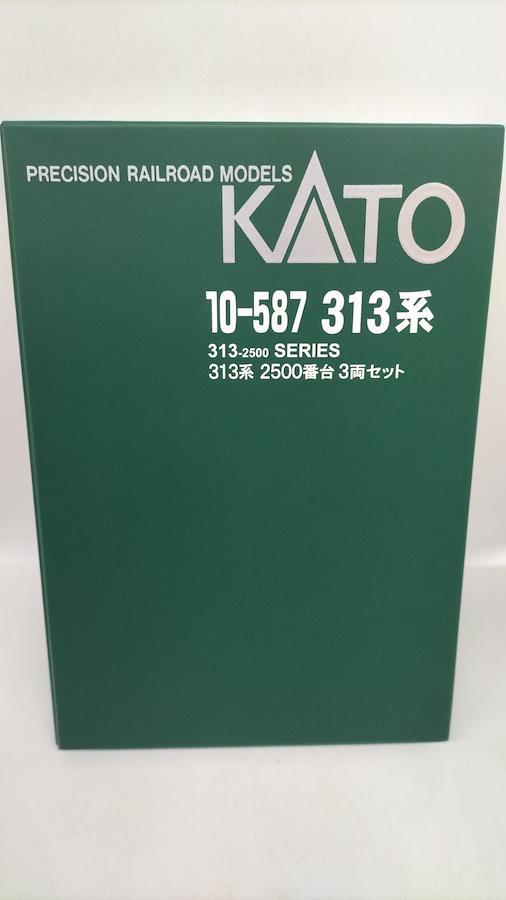 PRECISION RAILROAD MODELS
KATO
10-587 313系
313-2500 SERIES
313系 2500番台 3両セット